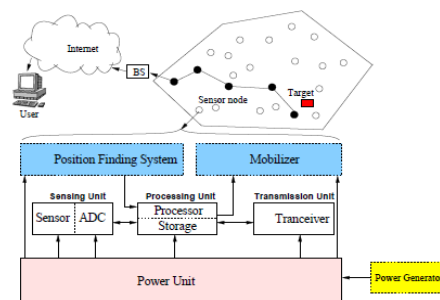 Internet
BS
Target
Sensor node
User
Position Finding System
Mobilizer
Sensing Unit
Processing Unit
Transmission Unit
Sensor
ADC
Processor
Storage
Tranceiver
Power Unit
Power Generator